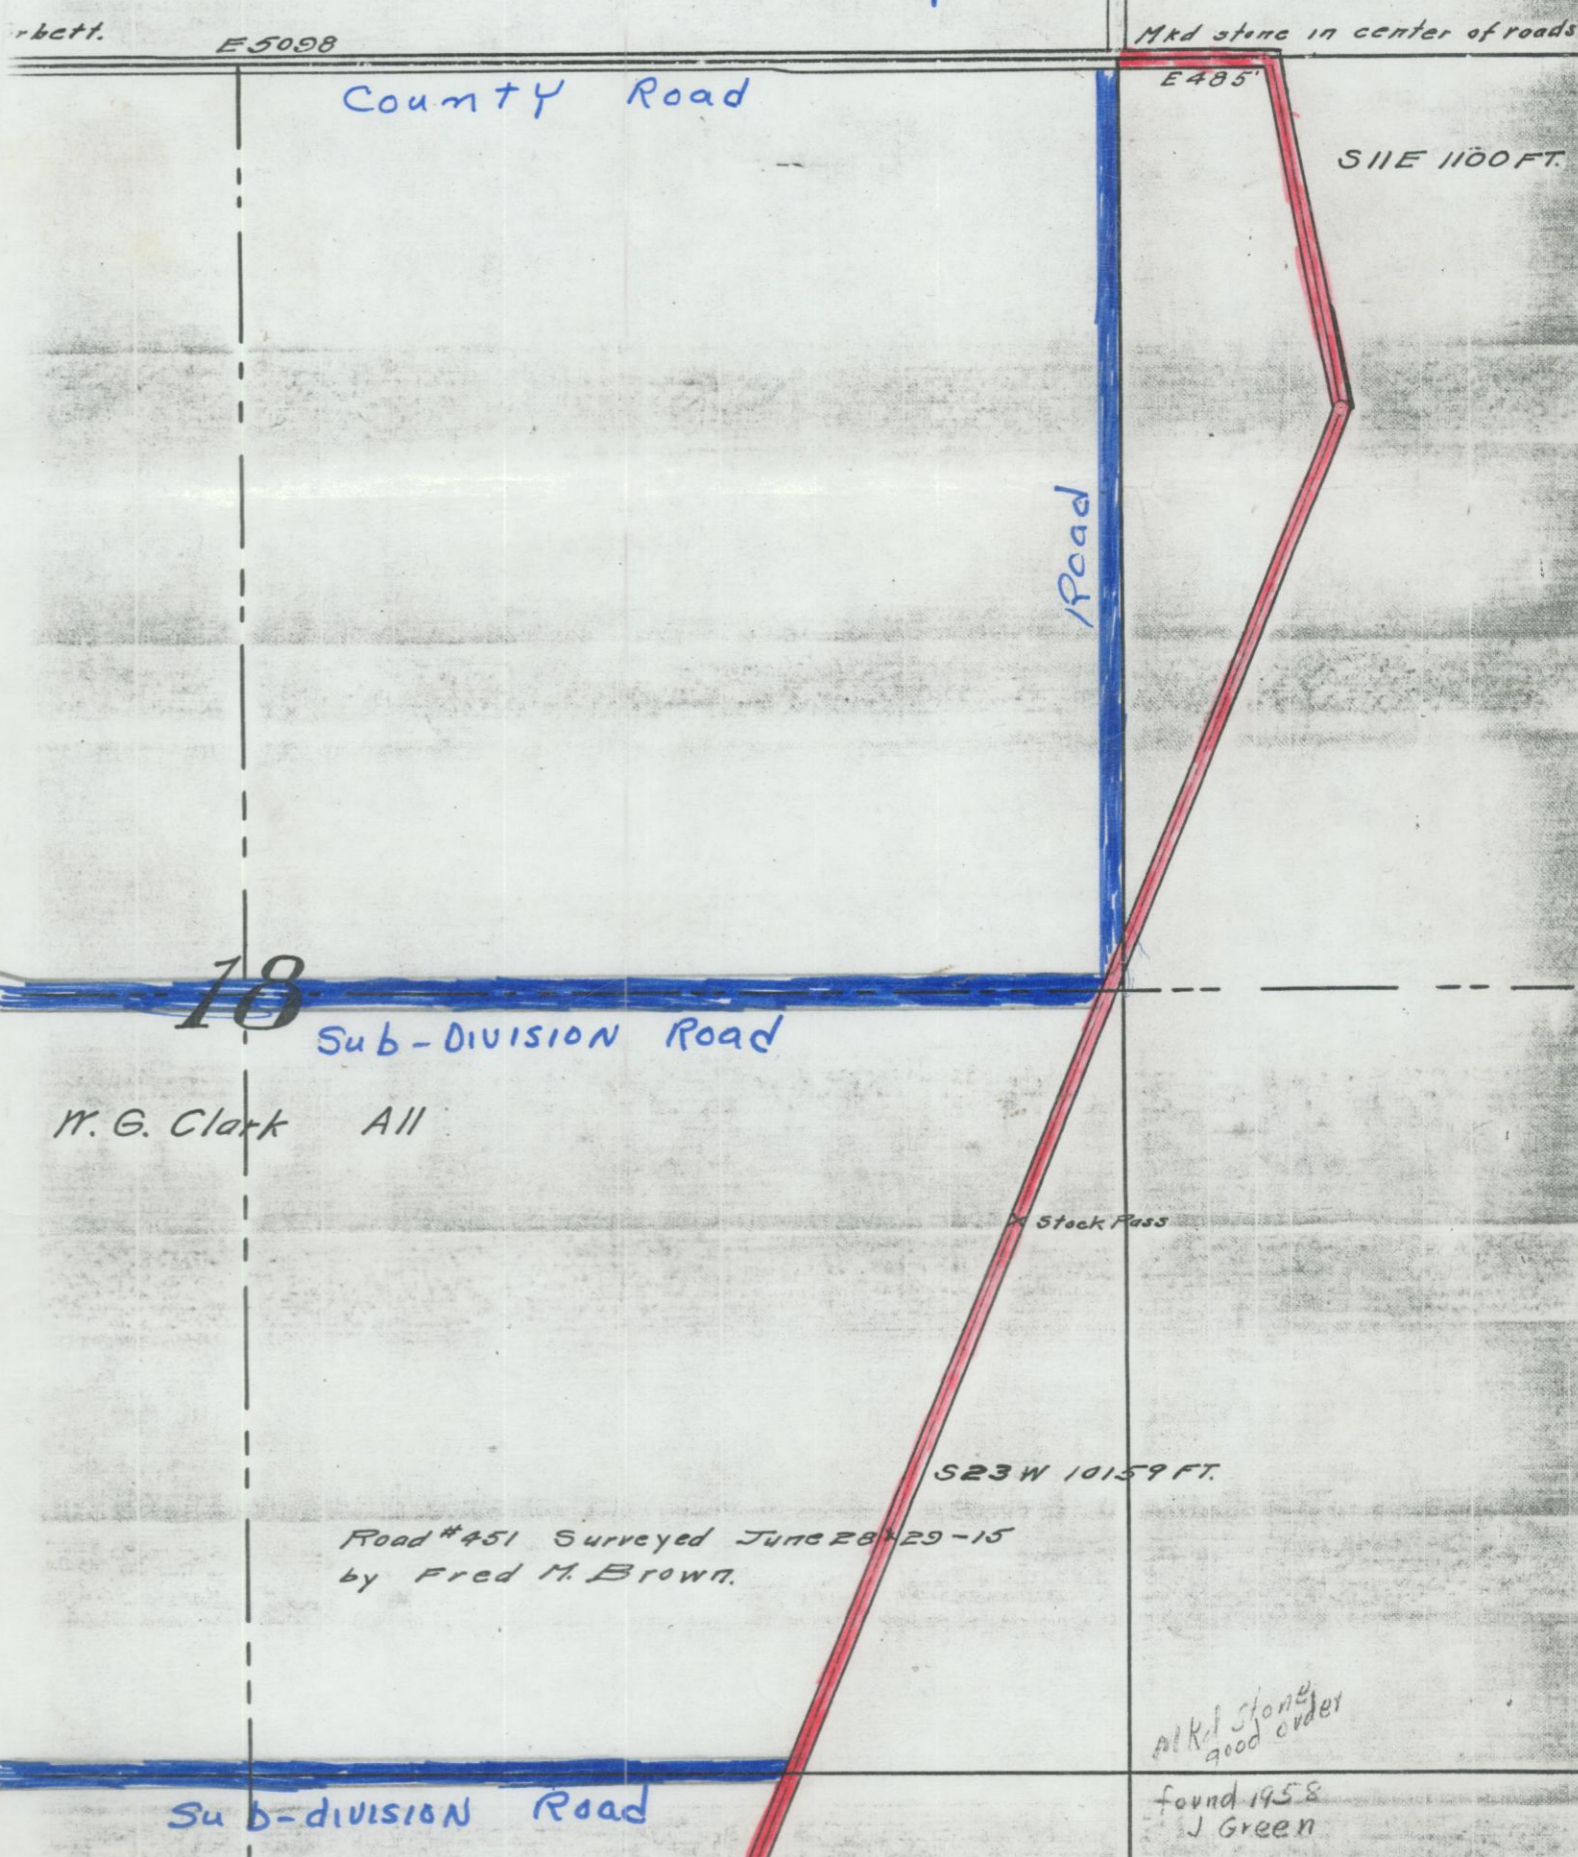 rbett.
E5098
Mkd stone in center of roads
County Road
E485'
S11E 1100 FT.
Road
18
Sub-DIVISION Road
W. G. Clark All
Stock Pass
S23W 10159 FT.
Road #451 Surveyed June 28 & 29-15
by Fred M. Brown.
Mkd Stone
good order
found 1958
J Green
Sub-dIVISION Road